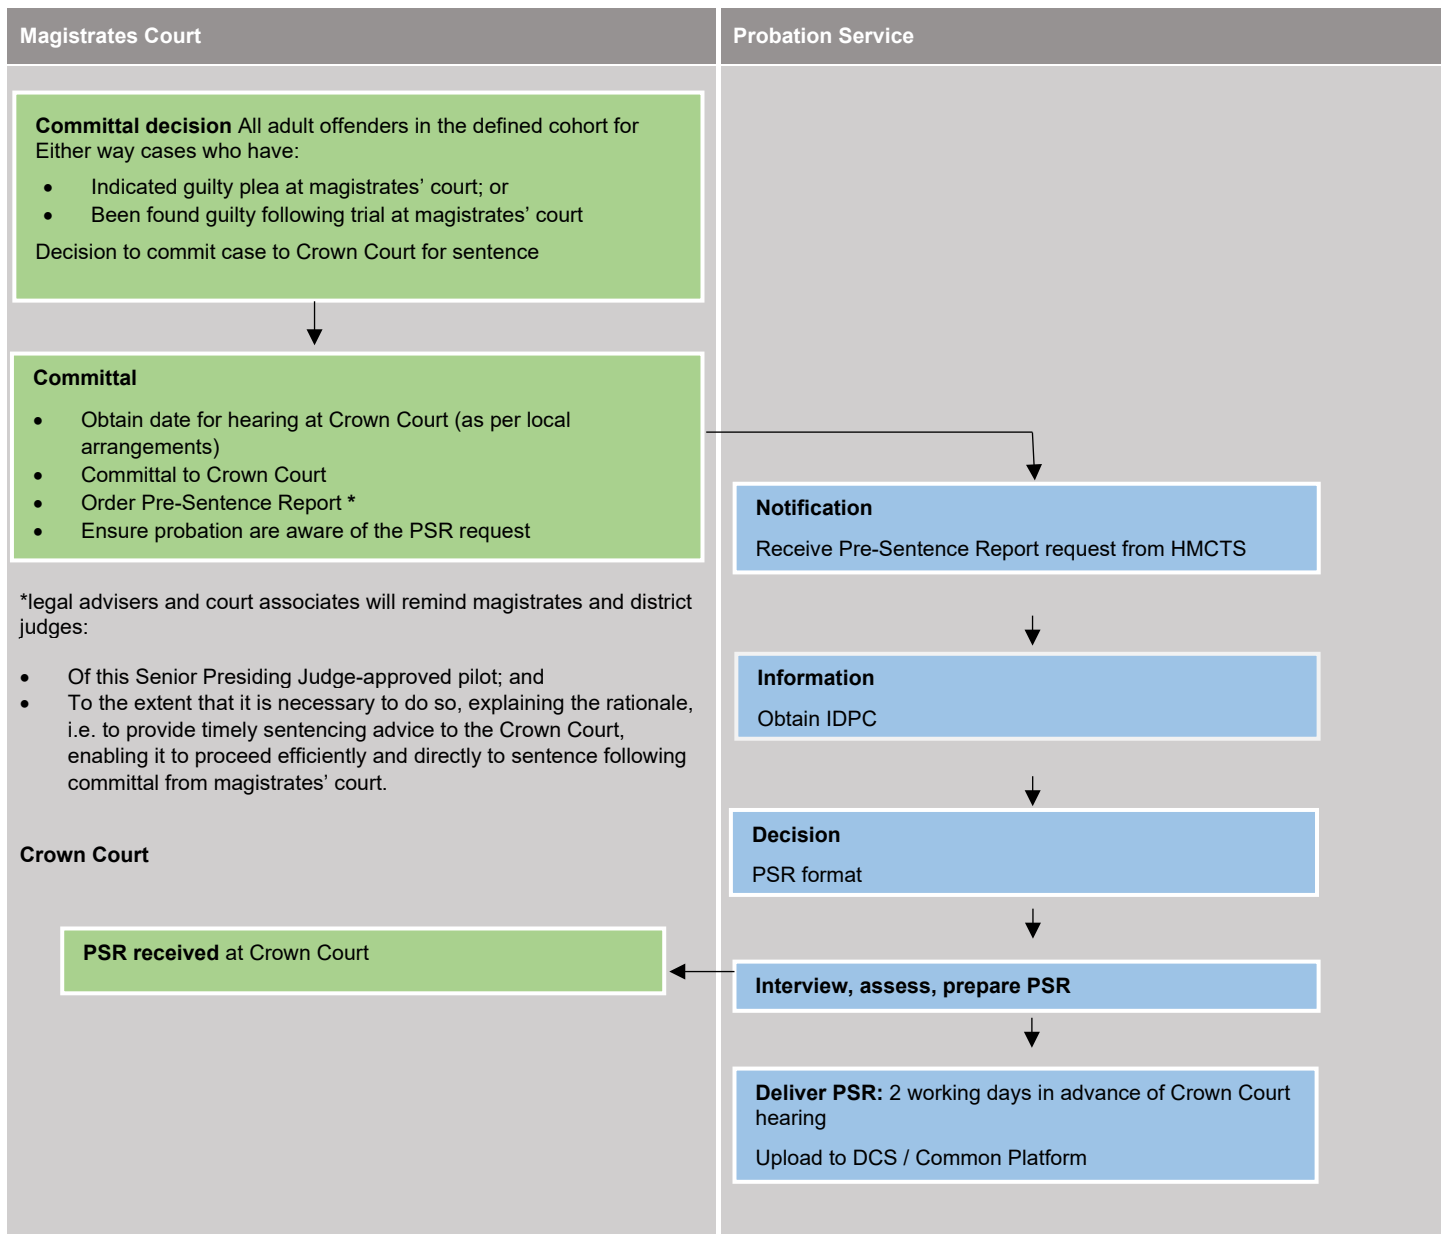 Magistrates Court
Committal decision All adult offenders in the defined cohort for
Either way cases who have:
• Indicated guilty plea at magistrates’ court; or
• Been found guilty following trial at magistrates’ court
Decision to commit case to Crown Court for sentence
Committal
• Obtain date for hearing at Crown Court (as per local
arrangements)
• Committal to Crown Court
• Order Pre-Sentence Report *
• Ensure probation are aware of the PSR request
*legal advisers and court associates will remind magistrates and district
judges:
• Of this Senior Presiding Judge-approved pilot; and
• To the extent that it is necessary to do so, explaining the rationale,
i.e. to provide timely sentencing advice to the Crown Court,
enabling it to proceed efficiently and directly to sentence following
committal from magistrates’ court.
Crown Court
PSR received at Crown Court
Probation Service
Notification
Receive Pre-Sentence Report request from HMCTS
Information
Obtain IDPC
Decision
PSR format
Interview, assess, prepare PSR
Deliver PSR: 2 working days in advance of Crown Court
hearing
Upload to DCS / Common Platform